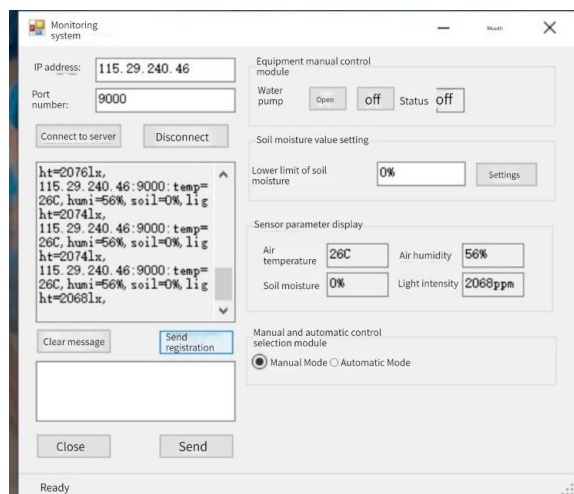 Monitoring
system
Mouth
IP address:
115.29.240.46
Port
number:
9000
Connect to server
Disconnect
ht=2076lx,
115.29.240.46:9000:temp=
26C,humi=56%,soil=0%,lig
ht=2074lx,
115.29.240.46:9000:temp=
26C,humi=56%,soil=0%,lig
ht=2074lx,
115.29.240.46:9000:temp=
26C,humi=56%,soil=0%,lig
ht=2068lx,
Clear message
Send
registration
Close
Send
Equipment manual control
module
Water
pump
Open
off
Status
off
Soil moisture value setting
Lower limit of soil
moisture
0%
Settings
Sensor parameter display
Air
temperature
26C
Air humidity
56%
Soil moisture
0%
Light intensity
2068ppm
Manual and automatic control
selection module
Manual Mode
Automatic Mode
Ready